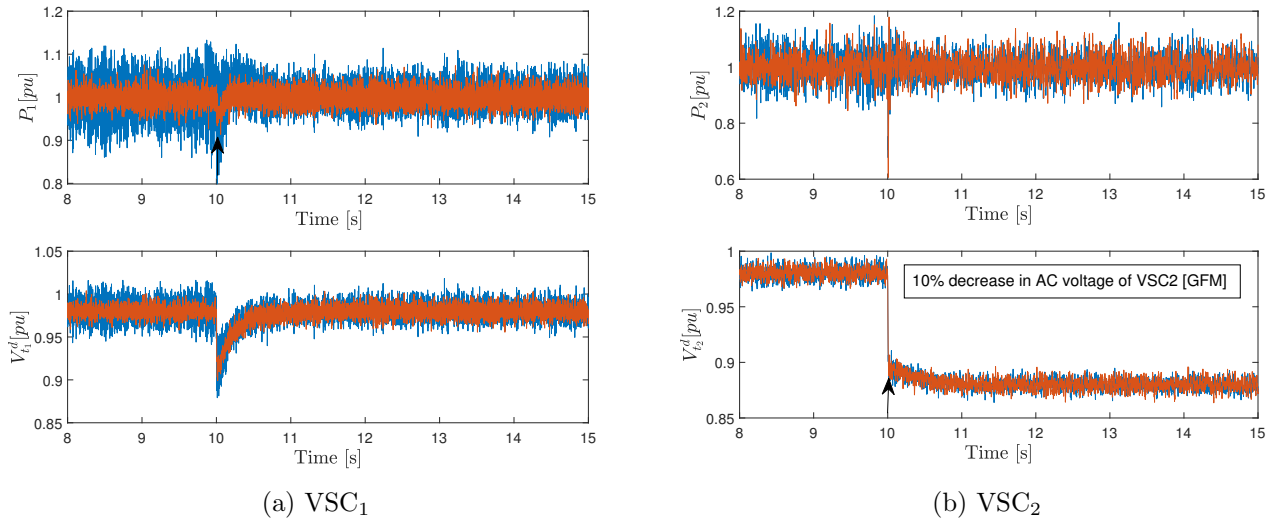 1.2
1.1
1
0.9
0.8
P₁[pu]
8 9 10 11 12 13 14 15
Time [s]
1.05
1
0.95
0.9
0.85
V^d_{t_1}[pu]
8 9 10 11 12 13 14 15
Time [s]
(a) VSC₁
1.2
1
0.8
0.6
P₂[pu]
8 9 10 11 12 13 14 15
Time [s]
1
0.95
0.9
0.85
V^d_{t_2}[pu]
10% decrease in AC voltage of VSC2 [GFM]
8 9 10 11 12 13 14 15
Time [s]
(b) VSC₂